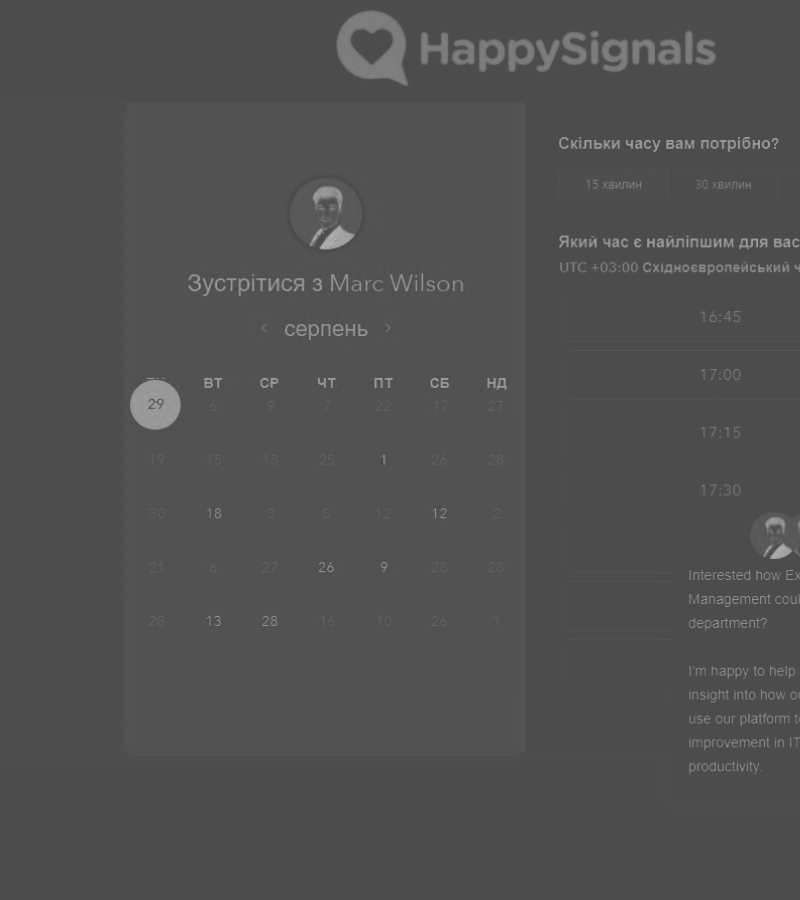 HappySignals
Зустрітися з Marc Wilson
серпень
ВТ СР ЧТ ПТ СБ НД
29 6 9 7 22 17 27
19 15 18 25 1 26 28
30 18 3 5 12 12 2
21 6 27 26 9 28 28
28 13 28 16 10 26 1
Скільки часу вам потрібно?
15 хвилин 30 хвилин
Який час є найліпшим для вас
UTC +03:00 Східноєвропейський ч
16:45
17:00
17:15
17:30
Interested how Ex
Management coul
department?
I'm happy to help
insight into how o
use our platform t
improvement in IT
productivity.